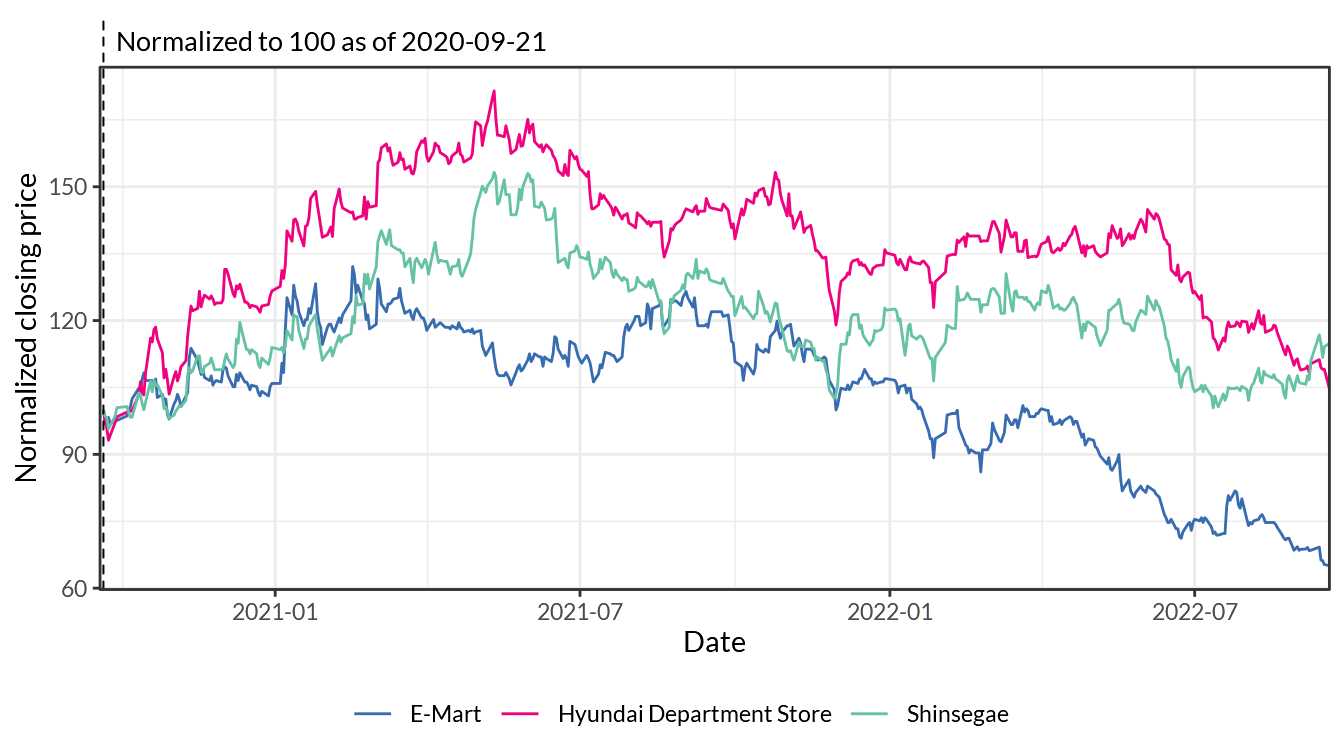 Normalized to 100 as of 2020-09-21
Normalized closing price
150
120
90
60
2021-01
2021-07
2022-01
2022-07
Date
E-Mart
Hyundai Department Store
Shinsegae